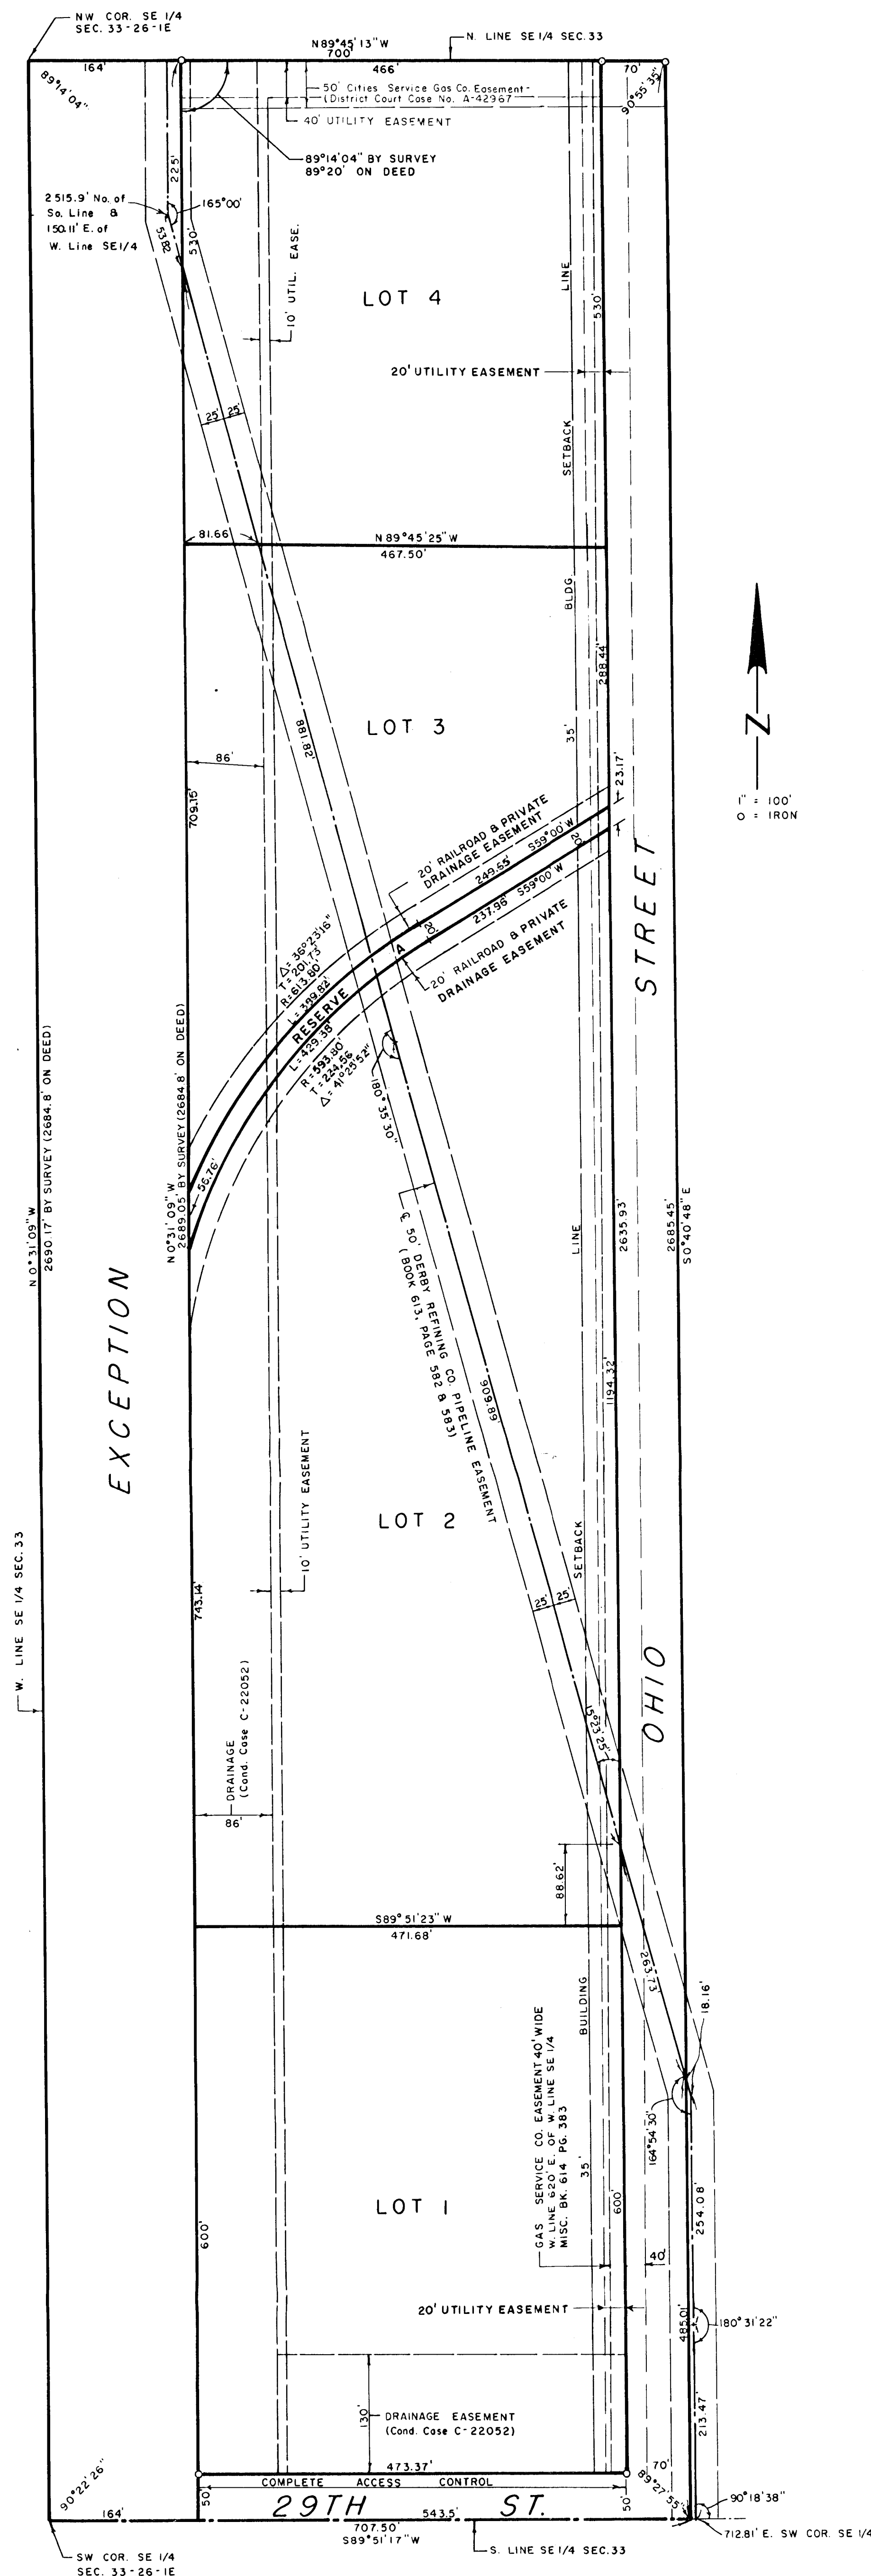 NW COR. SE 1/4
SEC. 33-26-1E
N89°45'13"W
700'
N. LINE SE 1/4 SEC. 33
164'
466'
70'
89°14'04"
90°55'35"
50' Cities Service Gas Co. Easement-
(District Court Case No. A-42967
40' UTILITY EASEMENT
89°14'04" BY SURVEY
89°20' ON DEED
225'
2515.9' No. of
So. Line &
150.11' E. of
W. Line SE1/4
165°00'
538.28'
530'
10' UTIL. EASE.
LOT 4
LINE
530'
20' UTILITY EASEMENT
25' 25'
SETBACK
81.66'
N 89°45'25" W
467.50'
BLDG.
288.44'
LOT 3
35'
881.82'
86'
709.15'
23.17'
N
1" = 100'
O = IRON
20' RAILROAD & PRIVATE
DRAINAGE EASEMENT
249.65' S59°00' W
20'
237.96' S59°00' W
20'
20' RAILROAD & PRIVATE
DRAINAGE EASEMENT
STREET
Δ= 36°23'16"
T = 201.73'
R=613.80'
L= 389.82'
RESERVE A
L= 429.38'
R = 593.80'
T = 224.56
Δ= 41°25'52"
180°35'30"
56.76'
N 0°31'09" W
2690.17' BY SURVEY (2684.8' ON DEED)
N 0°31'09" W
2689.05' BY SURVEY (2684.8' ON DEED)
2635.93'
2685.45'
S0°40'48" E
EXCEPTION
℄ 50' DERBY REFINING CO. PIPELINE EASEMENT
(BOOK 613, PAGE 582 & 583)
LINE
909.89'
1194.32'
10' UTILITY EASEMENT
LOT 2
SETBACK
W. LINE SE 1/4 SEC. 33
743.14'
25' 25'
DRAINAGE
(Cond. Case C-22052)
86'
15°23'25"
OHIO
88.62'
S89°51'23" W
471.68'
263.73'
18.16'
BUILDING
GAS SERVICE CO. EASEMENT 40' WIDE
W. LINE 620' E. OF W. LINE SE 1/4
MISC. BK. 614 PG. 383
164°54'30"
35'
LOT 1
600'
600'
254.08'
40'
20' UTILITY EASEMENT
485.01'
180°31'22"
130'
DRAINAGE EASEMENT
(Cond. Case C-22052)
213.47'
473.37'
70'
COMPLETE ACCESS CONTROL
89°27'55"
90°22'26"
164'
50'
29TH ST.
543.5'
50'
90°18'38"
707.50'
S89°51'17"W
S. LINE SE 1/4 SEC. 33
712.81' E. SW COR. SE 1/4
SW COR. SE 1/4
SEC. 33-26-1E